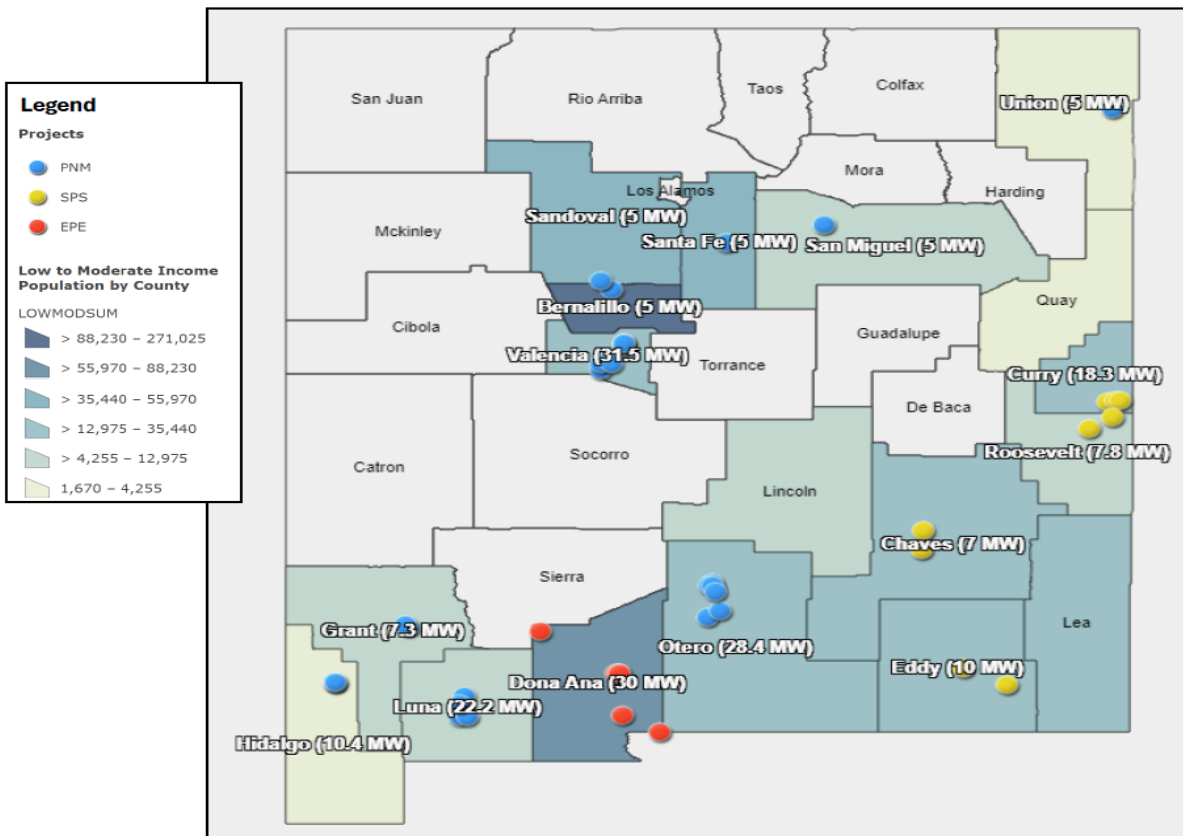 Legend
Projects
PNM
SPS
EPE
Low to Moderate Income
Population by County
LOWMODSUM
> 88,230 – 271,025
> 55,970 – 88,230
> 35,440 – 55,970
> 12,975 – 35,440
> 4,255 – 12,975
1,670 – 4,255
San Juan
Rio Arriba
Taos
Colfax
Union (5 MW)
Mora
Los Alamos
Harding
Sandoval (5 MW)
Mckinley
Santa Fe (5 MW)
San Miguel (5 MW)
Quay
Bernalillo (5 MW)
Cibola
Guadalupe
Valencia (31.5 MW)
Torrance
Curry (18.3 MW)
De Baca
Roosevelt (7.8 MW)
Socorro
Catron
Lincoln
Chaves (7 MW)
Sierra
Lea
Grant (7.3 MW)
Otero (28.4 MW)
Eddy (10 MW)
Dona Ana (30 MW)
Luna (22.2 MW)
Hidalgo (10.4 MW)